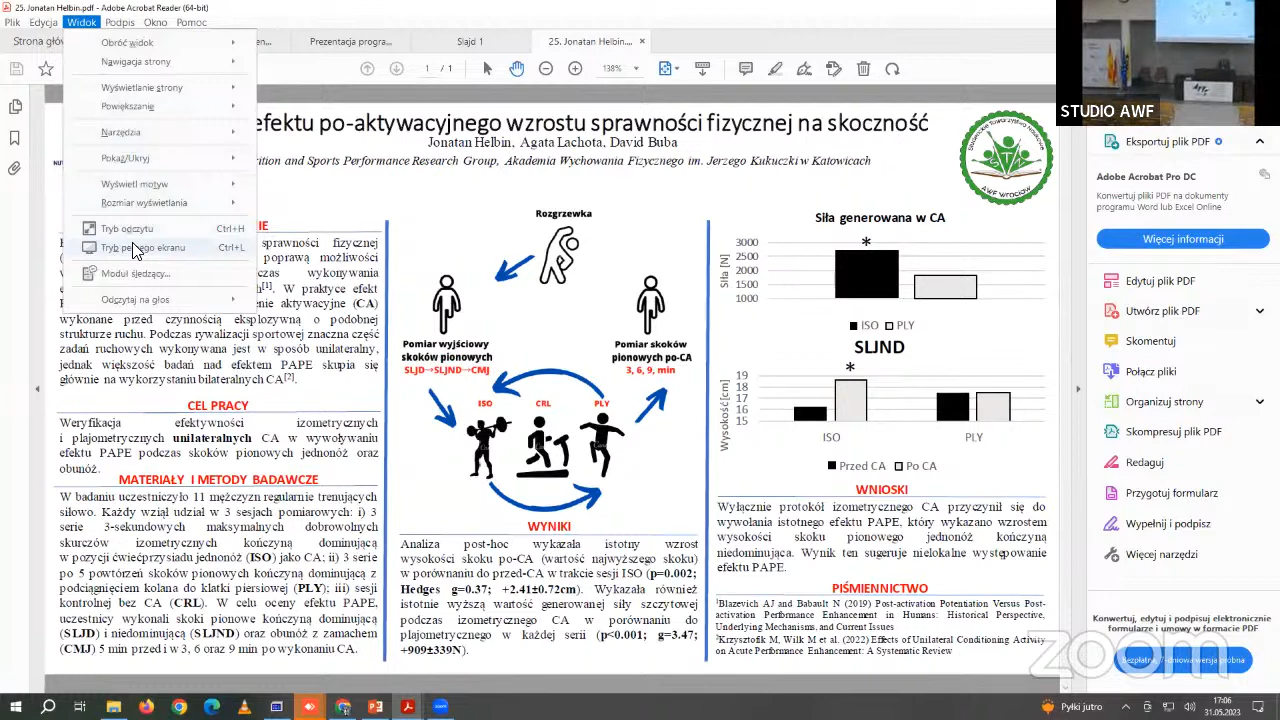 25. Jonatan Helbin.pdf - Adobe Acrobat Reader (64-bit)
Plik Edycja Widok Podpis Okno Pomoc
Strona główn
en...
Prezentacja progra...
Slajd 1
25. Jonatan Helbin.... ×
1 / 1
138%
Obróć widok
Nawigacja strony
Wyświetlanie strony
Powiększanie
Narzędzia
Pokaż/Ukryj
Wyświetl motyw
Rozmiar wyświetlania
Tryb odczytu Ctrl+H
Tryb pełnego ekranu Ctrl+L
Moduł śledzący...
Odczytaj na głos
STUDIO AWF
efektu po-aktywacyjnego wzrostu sprawności fizycznej na skoczność
Jonatan Helbin, Agata Lachota, David Buba
rition and Sports Performance Research Group, Akademia Wychowania Fizycznego im. Jerzego Kukuczki w Katowicach
AWF WROCŁAW
IE
sprawności fizycznej
poprawą możliwości
czas wykonywania
[1]. W praktyce efekt
enie aktywacyjne (CA)
wykonane przed czynnością eksplozywną o podobnej
strukturze ruchu. Podczas rywalizacji sportowej znaczna część
zadań ruchowych wykonywana jest w sposób unilateralny,
jednak większość badań nad efektem PAPE skupia się
głównie na wykorzystaniu bilateralnych CA[2].
CEL PRACY
Weryfikacja efektywności izometrycznych
i plajometrycznych unilateralnych CA w wywoływaniu
efektu PAPE podczas skoków pionowych jednonóż oraz
obunóż.
MATERIAŁY I METODY BADAWCZE
W badaniu uczestniczyło 11 mężczyzn regularnie trenujących
siłowo. Każdy wziął udział w 3 sesjach pomiarowych: i) 3
serie 3-sekundowych maksymalnych dobrowolnych
skurczów izometrycznych kończyną dominującą
w pozycji ćwierćprzysiadu jednonóż (ISO) jako CA; ii) 3 serie
po 5 powtórzeń skoków pionowych kończyną dominującą z
podciągnięciem kolana do klatki piersiowej (PLY); iii) sesji
kontrolnej bez CA (CRL). W celu oceny efektu PAPE,
uczestnicy wykonali skoki pionowe kończyną dominującą
(SLJD) i niedominującą (SLJND) oraz obunóż z zamachem
(CMJ) 5 min przed i w 3, 6 oraz 9 min po wykonaniu CA.
Rozgrzewka
Pomiar wyjściowy
skoków pionowych
SLJD→SLJND→CMJ
Pomiar skoków
pionowych po-CA
3, 6, 9, min
ISO CRL PLY
WYNIKI
Analiza post-hoc wykazała istotny wzrost
wysokości skoku po-CA (wartość najwyższego skoku)
w porównaniu do przed-CA w trakcie sesji ISO (p=0.002;
Hedges g=0.37; +2.41±0.72cm). Wykazała również
istotnie wyższą wartość generowanej siły szczytowej
podczas izometrycznego CA w porównaniu do
plajometrycznego w każdej serii (p<0.001; g=3.47;
+909±339N).
Siła generowana w CA
Siła [N]
3000
2500
2000
1500
1000
*
ISO PLY
SLJND
Wysokość [cm]
19
18
17
16
15
*
ISO PLY
Przed CA Po CA
WNIOSKI
Wyłącznie protokół izometrycznego CA przyczynił się do
wywołania istotnego efektu PAPE, który wykazano wzrostem
wysokości skoku pionowego jednonóż kończyną
niedominująca. Wynik ten sugeruje nielokalne występowanie
efektu PAPE.
PIŚMIENNICTWO
1Blazevich AJ and Babault N (2019) Post-activation Potentiation Versus Post-
activation Performance Enhancement in Humans: Historical Perspective,
Underlying Mechanisms, and Current Issues
2Krzysztofik M, Wilk M et al. (2022) Effects of Unilateral Conditioning Activity
on Acute Performance Enhancement: A Systematic Review
Eksportuj plik PDF
Adobe Acrobat Pro DC
Konwertuj pliki PDF na dokumenty
programu Word lub Excel Online
Więcej informacji
Edytuj plik PDF
Utwórz plik PDF
Skomentuj
Połącz pliki
Organizuj strony
Skompresuj plik PDF
Redaguj
Przygotuj formularz
Wypełnij i podpisz
Więcej narzędzi
Konwertuj, edytuj i podpisuj elektronicznie
formularze i umowy w formacie PDF
Bezpłatna, 7-dniowa wersja próbna
zoom
Pyłki jutro
17:06
31.05.2023